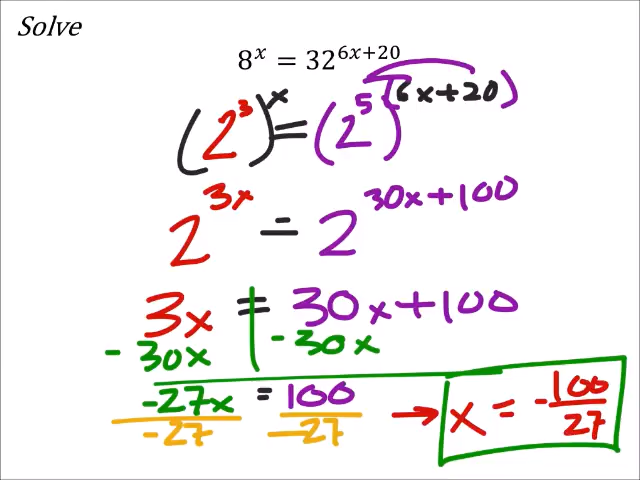 Solve
8^x = 32^{6x+20}
(2^3)^x = (2^5)^{(6x+20)}
2^{3x} = 2^{30x+100}
3x = 30x+100
-30x -30x
-27x = 100 → x = -100/27
-27 -27